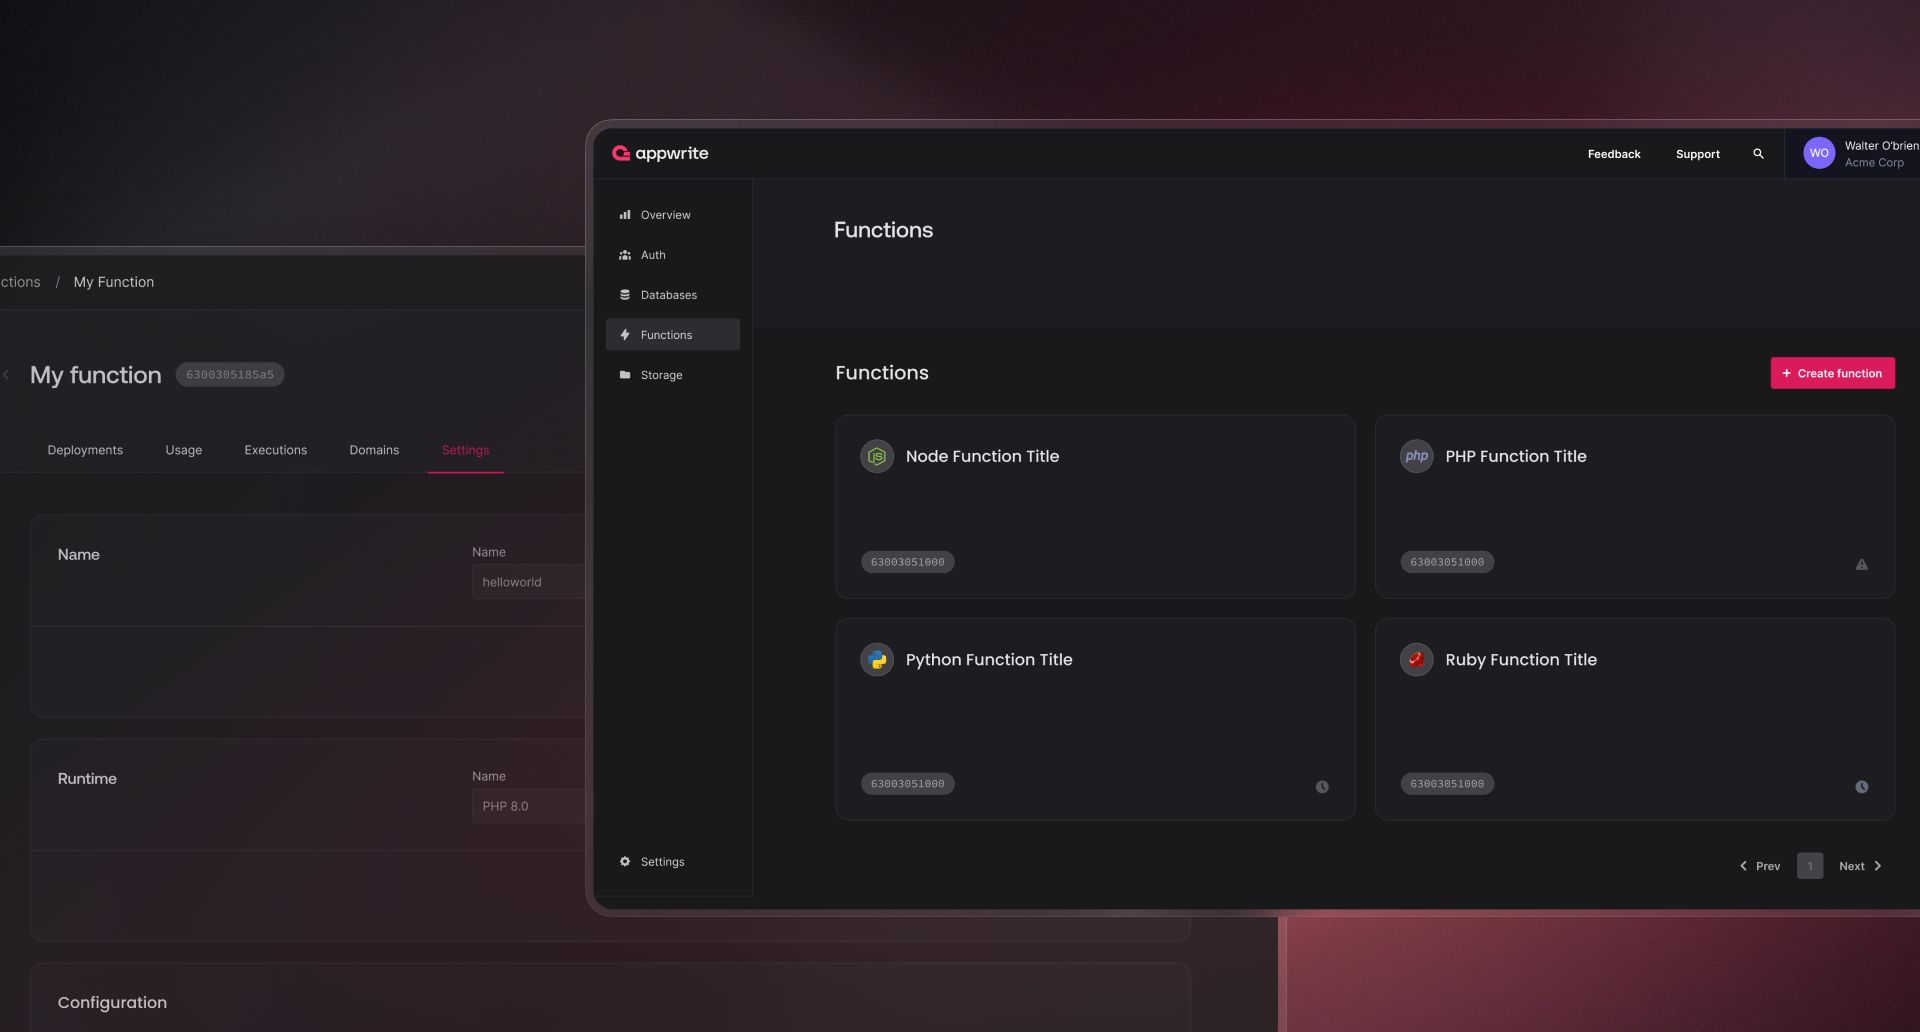 appwrite
Feedback
Support
WO
Walter O'brien
Acme Corp
Overview
Auth
Databases
Functions
Storage
Settings
Functions
Functions
+ Create function
JS
Node Function Title
63003051000
php
PHP Function Title
63003051000
Python Function Title
63003051000
Ruby Function Title
63003051000
Prev
1
Next
ctions / My Function
My function
6300305185a5
Deployments
Usage
Executions
Domains
Settings
Name
Name
helloworld
Runtime
Name
PHP 8.0
Configuration